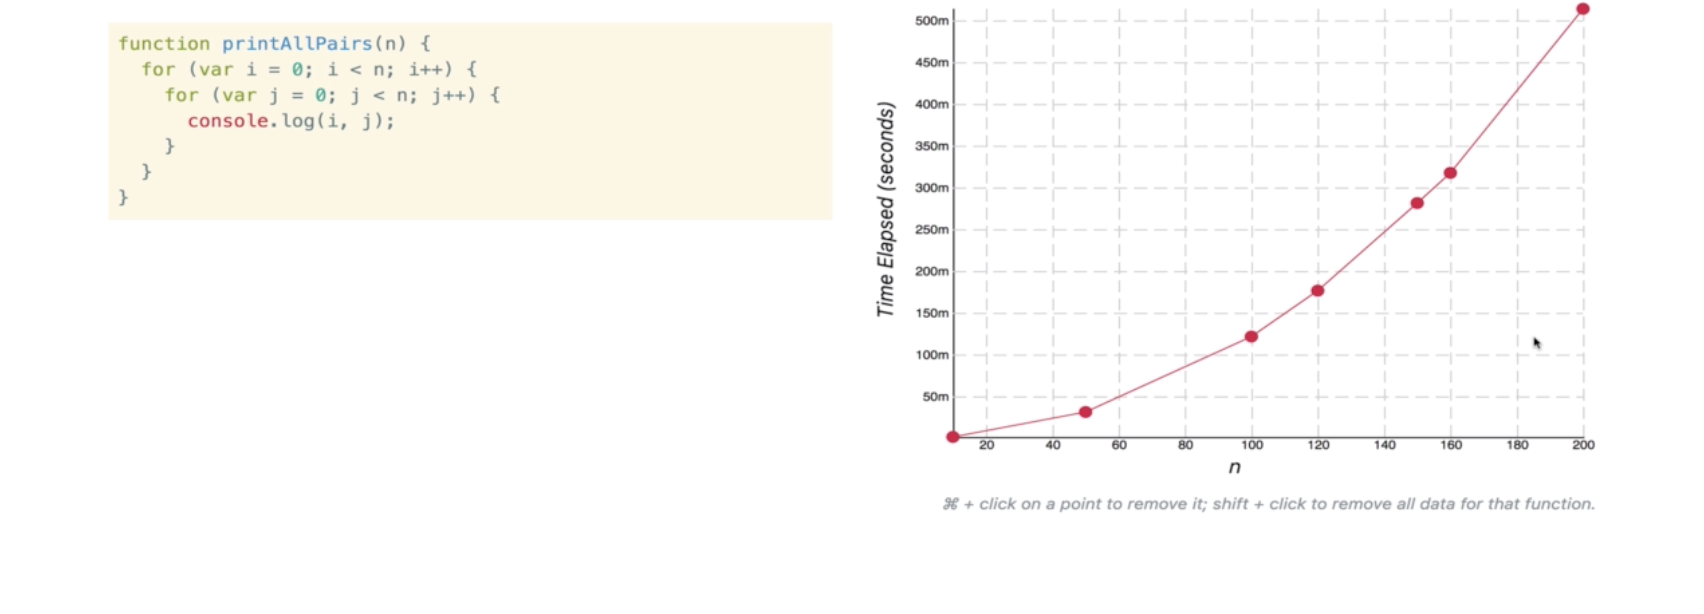 function printAllPairs(n) {
  for (var i = 0; i < n; i++) {
    for (var j = 0; j < n; j++) {
      console.log(i, j);
    }
  }
}
Time Elapsed (seconds)
500m
450m
400m
350m
300m
250m
200m
150m
100m
50m
20 40 60 80 100 120 140 160 180 200
n
⌘ + click on a point to remove it; shift + click to remove all data for that function.